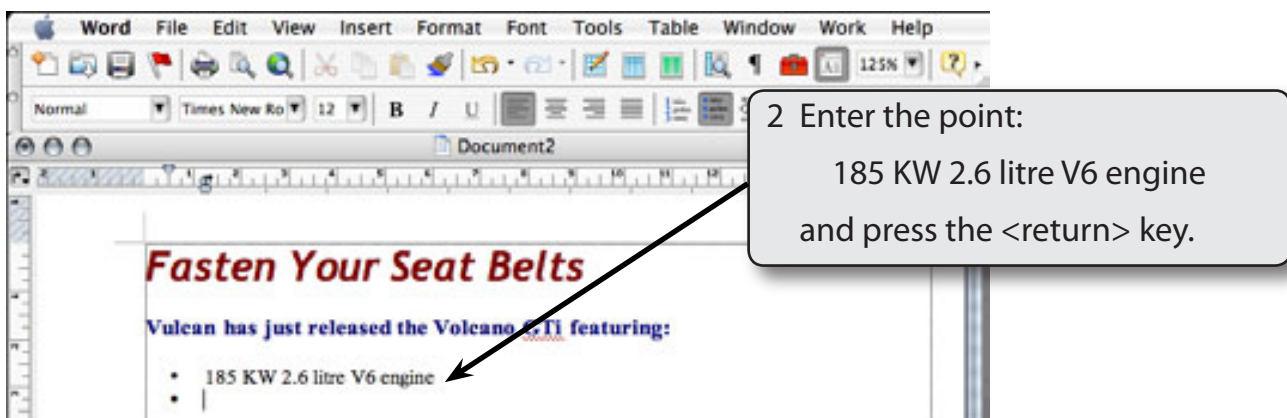 Word File Edit View Insert Format Font Tools Table Window Work Help
125%
Normal Times New Ro 12 B I U
Document2
2 Enter the point:
185 KW 2.6 litre V6 engine
and press the <return> key.
Fasten Your Seat Belts
Vulcan has just released the Volcano GTi featuring:
• 185 KW 2.6 litre V6 engine
•